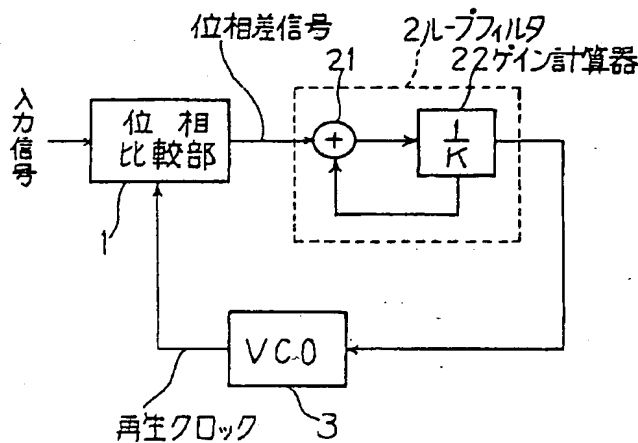 位相差信号
2ループフィルタ
21
22ゲイン計算器
入力信号
位相
比較部
+
1
K
1
VCO
再生クロック
3